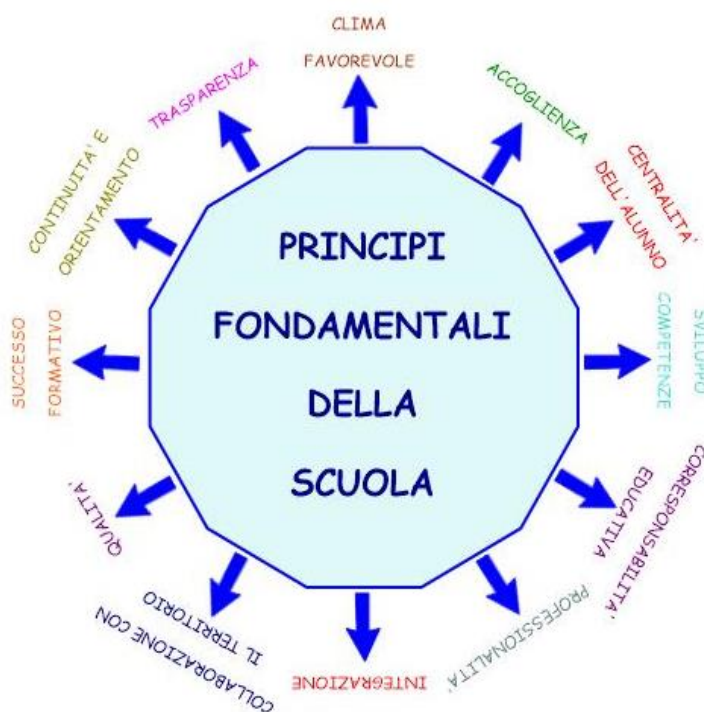 PRINCIPI
FONDAMENTALI
DELLA
SCUOLA
CLIMA
FAVOREVOLE
ACCOGLIENZA
CENTRALITA'
DELL'ALUNNO
SVILUPPO
COMPETENZE
CORRESPONSABILITA'
EDUCATIVA
PROFESSIONALITA'
INTEGRAZIONE
COLLABORAZIONE CON
IL TERRITORIO
QUALITA'
SUCCESSO
FORMATIVO
CONTINUITA' E
ORIENTAMENTO
TRASPARENZA